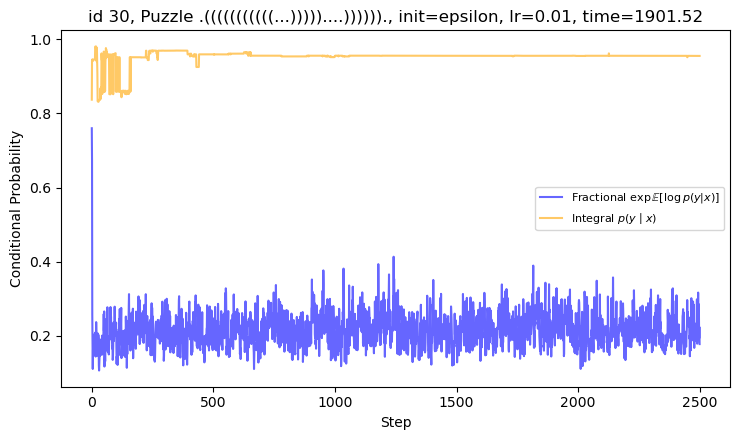 id 30, Puzzle .(((((((((((...)))))....))))))., init=epsilon, lr=0.01, time=1901.52
1.0
0.8
0.6
0.4
0.2
Conditional Probability
Fractional exp𝔼[log p(y|x)]
Integral p(y | x)
0 500 1000 1500 2000 2500
Step